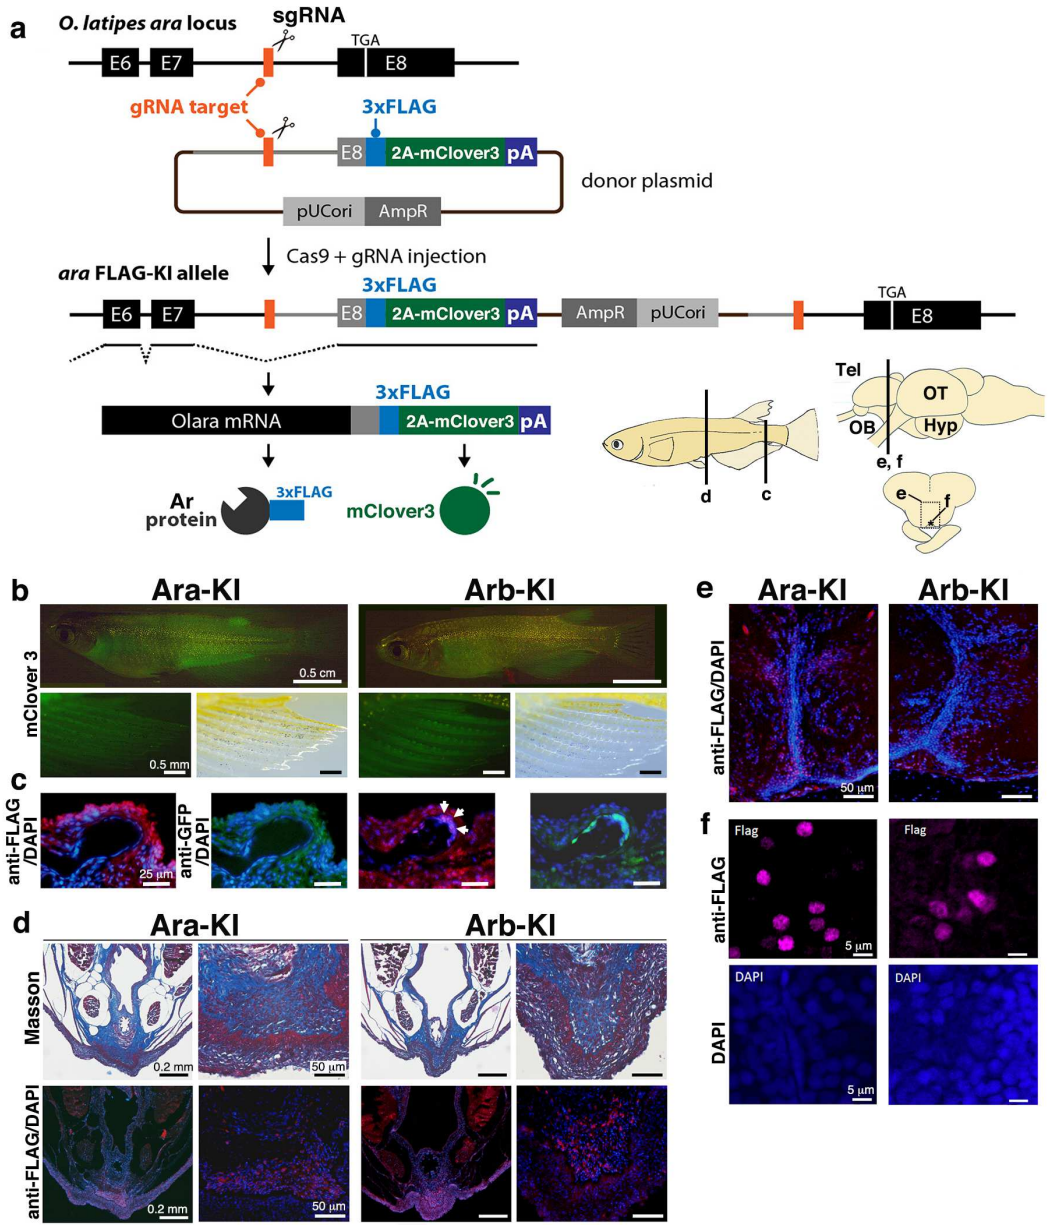 a
O. latipes ara locus
sgRNA
TGA
E6
E7
E8
gRNA target
3xFLAG
E8
2A-mClover3
pA
donor plasmid
pUCori
AmpR
Cas9 + gRNA injection
ara FLAG-KI allele
3xFLAG
TGA
E6
E7
E8
2A-mClover3
pA
AmpR
pUCori
E8
3xFLAG
Olara mRNA
2A-mClover3
pA
Ar
protein
3xFLAG
mClover3
d
c
Tel
OT
OB
Hyp
e, f
e
f
*
b
Ara-KI
Arb-KI
mClover 3
0.5 cm
0.5 mm
c
anti-FLAG
/DAPI
25 µm
anti-GFP
/DAPI
d
Ara-KI
Arb-KI
Masson
0.2 mm
50 µm
anti-FLAG/DAPI
0.2 mm
50 µm
e
Ara-KI
Arb-KI
anti-FLAG/DAPI
50 µm
f
anti-FLAG
Flag
5 µm
Flag
DAPI
DAPI
5 µm
DAPI